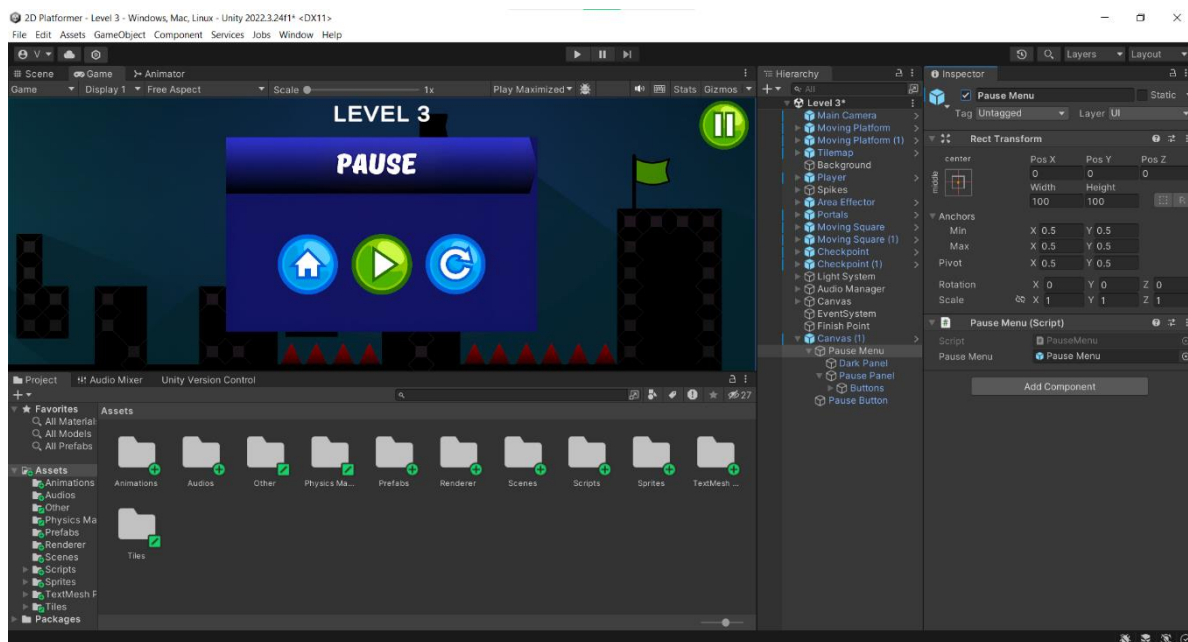 2D Platformer - Level 3 - Windows, Mac, Linux - Unity 2022.3.24f1* <DX11>
File Edit Assets GameObject Component Services Jobs Window Help
V
Layers Layout
Scene Game Animator
Game Display 1 Free Aspect Scale 1x Play Maximized Stats Gizmos
LEVEL 3
PAUSE
Hierarchy
All
Level 3*
Main Camera
Moving Platform
Moving Platform (1)
Tilemap
Background
Player
Spikes
Area Effector
Portals
Moving Square
Moving Square (1)
Checkpoint
Checkpoint (1)
Light System
Audio Manager
Canvas
EventSystem
Finish Point
Canvas (1)
Pause Menu
Dark Panel
Pause Panel
Buttons
Pause Button
Inspector
Pause Menu Static
Tag Untagged Layer UI
Rect Transform
center Pos X Pos Y Pos Z
middle 0 0 0
Width Height
100 100 R
Anchors
Min X 0.5 Y 0.5
Max X 0.5 Y 0.5
Pivot X 0.5 Y 0.5
Rotation X 0 Y 0 Z 0
Scale X 1 Y 1 Z 1
# Pause Menu (Script)
Script PauseMenu
Pause Menu Pause Menu
Add Component
Project Audio Mixer Unity Version Control
27
Favorites
All Material
All Models
All Prefabs
Assets
Animations
Audios
Other
Physics Ma
Prefabs
Renderer
Scenes
Scripts
Sprites
TextMesh P
Tiles
Packages
Assets
Animations Audios Other Physics Ma... Prefabs Renderer Scenes Scripts Sprites TextMesh ...
Tiles